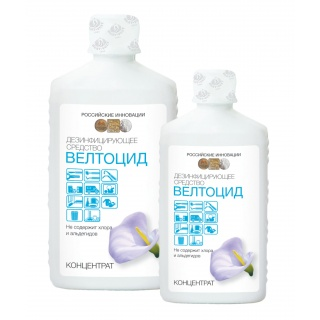 РОССИЙСКИЕ ИННОВАЦИИ
ДЕЗИНФИЦИРУЮЩЕЕ
СРЕДСТВО
ВЕЛТОЦИД
Не содержит хлора
и альдегидов
КОНЦЕНТРАТ
РОССИЙСКИЕ ИННОВАЦИИ
ДЕЗИНФИЦИРУЮЩЕЕ
СРЕДСТВО
ВЕЛТОЦИД
Не содержит хлора
и альдегидов
КОНЦЕНТРАТ